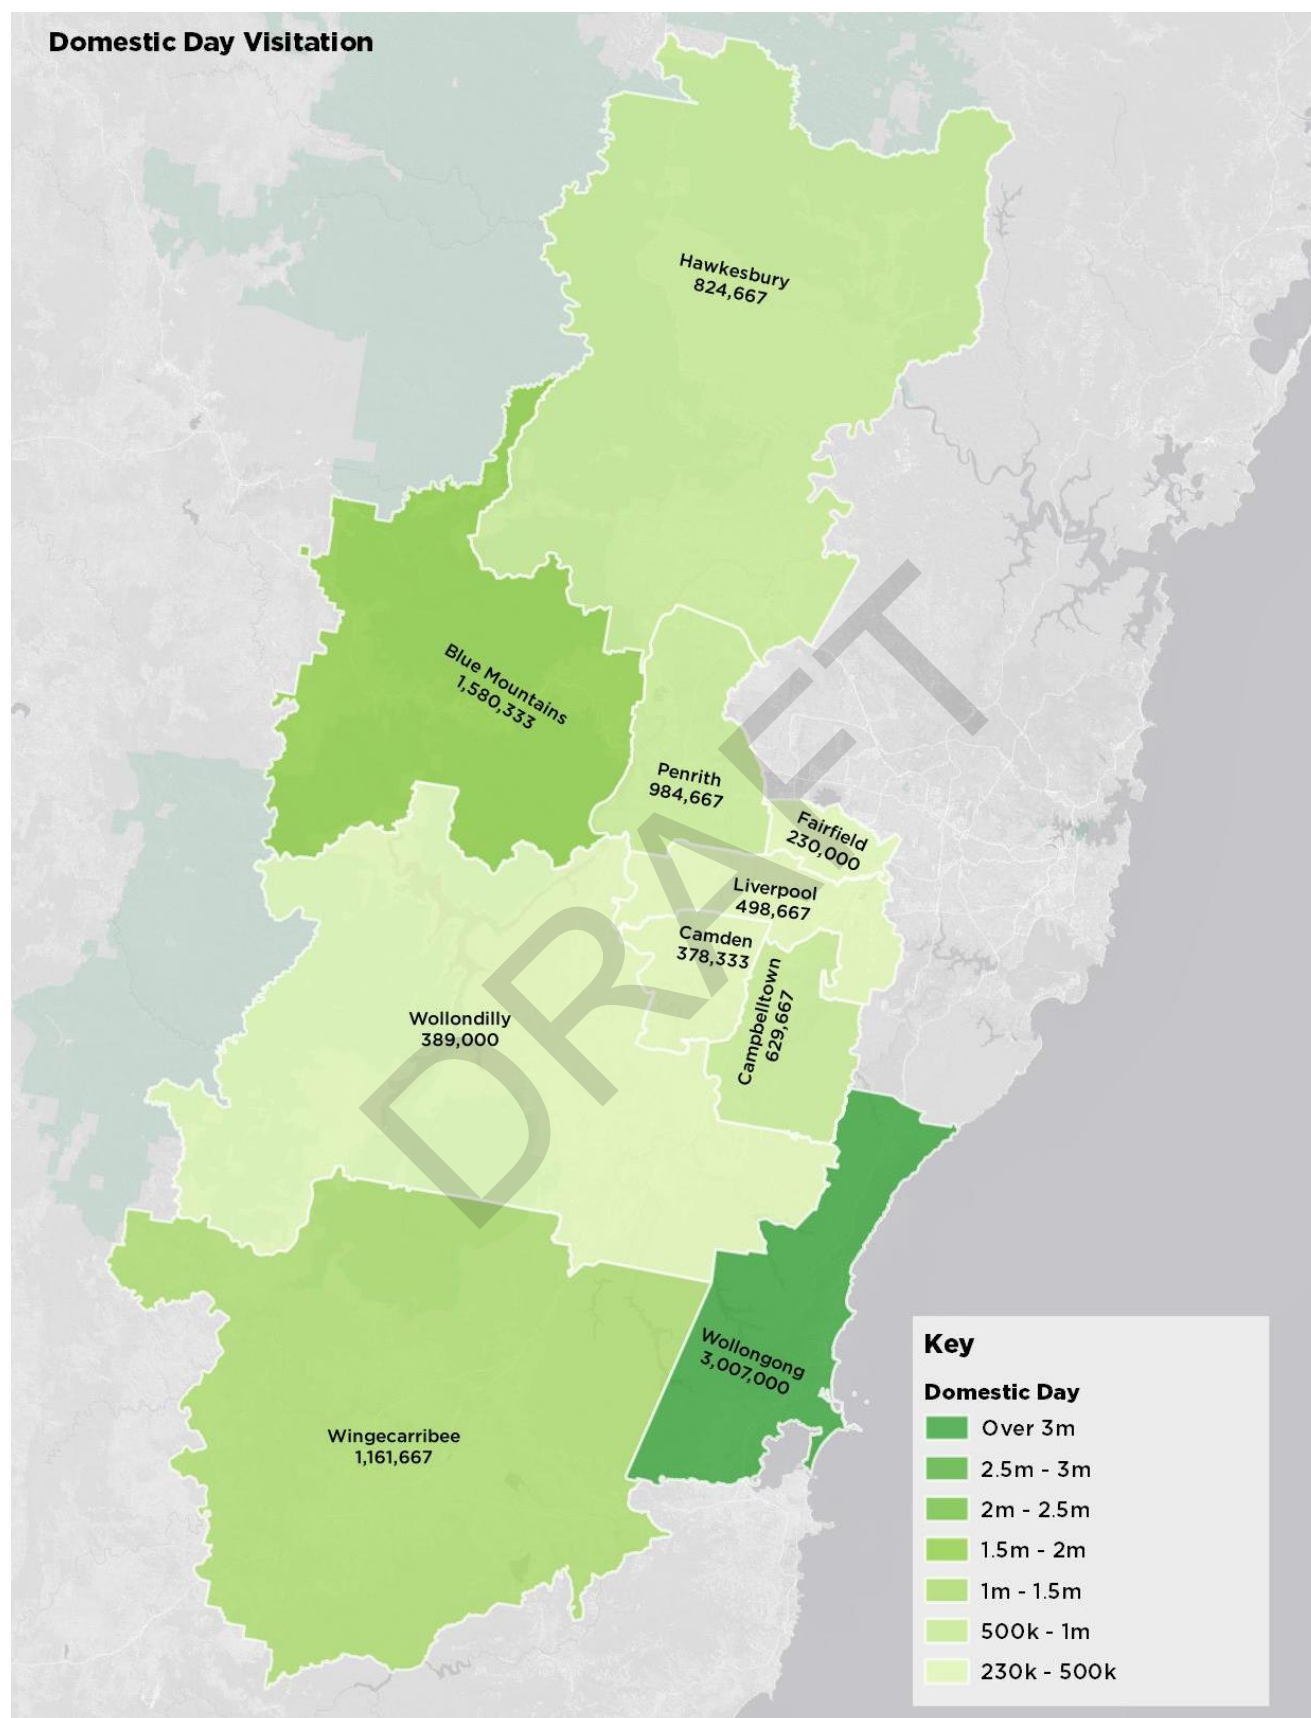 Domestic Day Visitation
Hawkesbury
824,667
Blue Mountains
1,580,333
Penrith
984,667
Fairfield
230,000
Liverpool
498,667
Camden
378,333
Campbelltown
629,667
Wollondilly
389,000
DRAFT
Wollongong
3,007,000
Wingecarribee
1,161,667
Key
Domestic Day
Over 3m
2.5m - 3m
2m - 2.5m
1.5m - 2m
1m - 1.5m
500k - 1m
230k - 500k